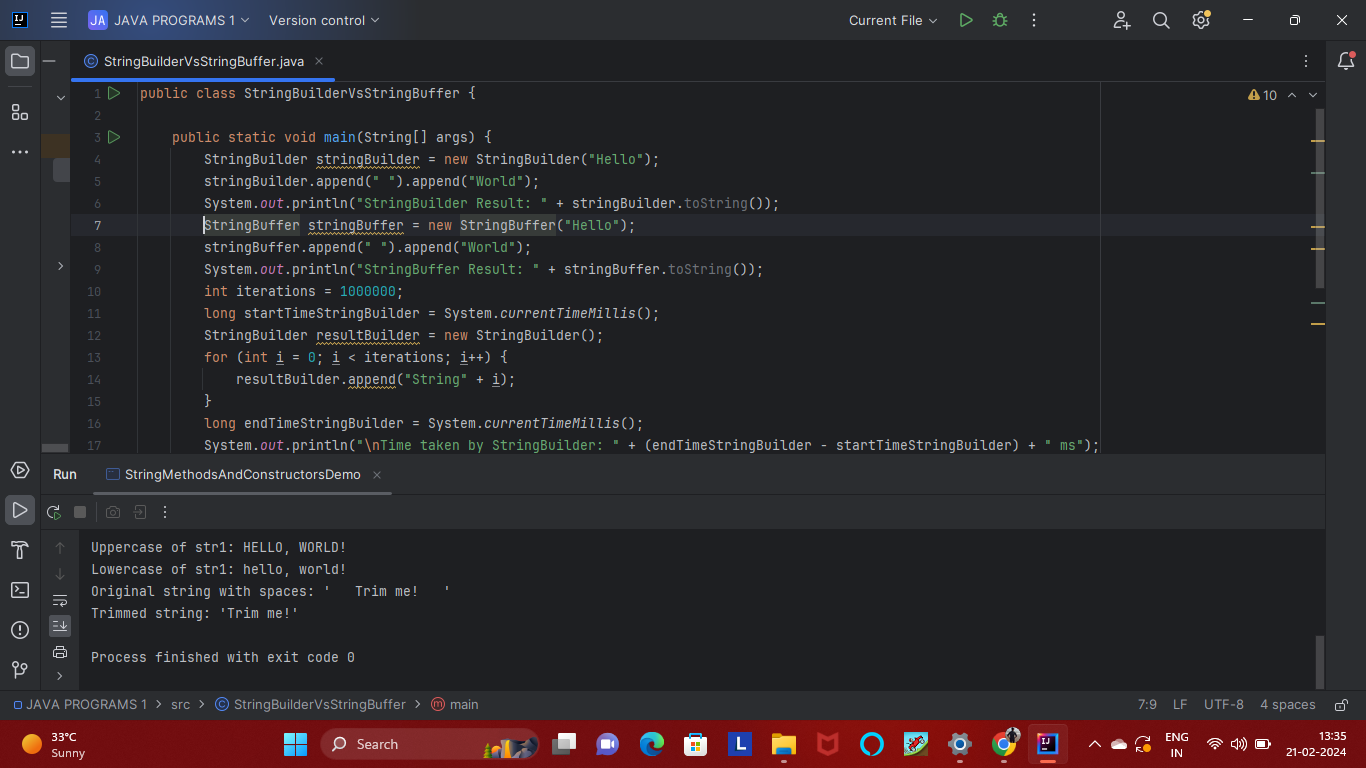 JA JAVA PROGRAMS 1 Version control Current File
StringBuilderVsStringBuffer.java
1 public class StringBuilderVsStringBuffer { 10
2
3 public static void main(String[] args) {
4 StringBuilder stringBuilder = new StringBuilder("Hello");
5 stringBuilder.append(" ").append("World");
6 System.out.println("StringBuilder Result: " + stringBuilder.toString());
7 StringBuffer stringBuffer = new StringBuffer("Hello");
8 stringBuffer.append(" ").append("World");
9 System.out.println("StringBuffer Result: " + stringBuffer.toString());
10 int iterations = 1000000;
11 long startTimeStringBuilder = System.currentTimeMillis();
12 StringBuilder resultBuilder = new StringBuilder();
13 for (int i = 0; i < iterations; i++) {
14 resultBuilder.append("String" + i);
15 }
16 long endTimeStringBuilder = System.currentTimeMillis();
17 System.out.println("\nTime taken by StringBuilder: " + (endTimeStringBuilder - startTimeStringBuilder) + " ms");
Run StringMethodsAndConstructorsDemo
Uppercase of str1: HELLO, WORLD!
Lowercase of str1: hello, world!
Original string with spaces: '   Trim me!   '
Trimmed string: 'Trim me!'
Process finished with exit code 0
JAVA PROGRAMS 1 > src > StringBuilderVsStringBuffer > main 7:9 LF UTF-8 4 spaces
33°C
Sunny
Search
L
ENG
IN
13:35
21-02-2024